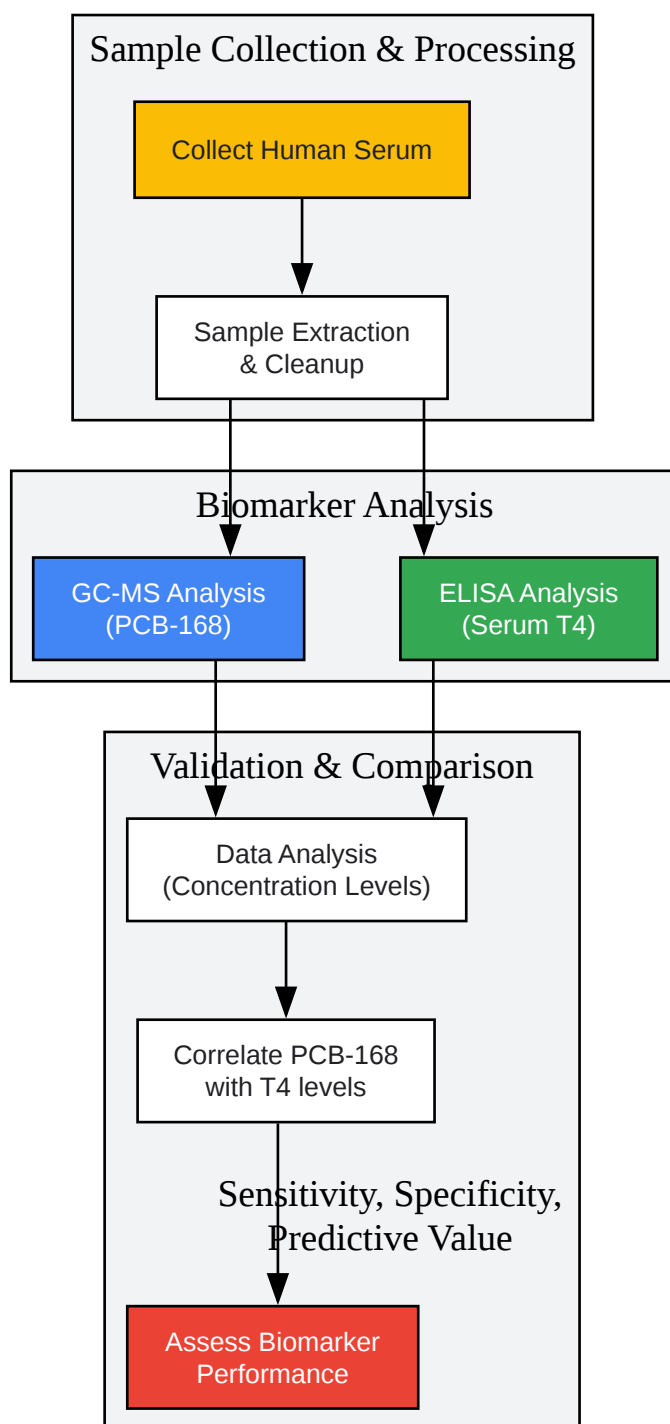 Sample Collection & Processing
Collect Human Serum
Sample Extraction
& Cleanup
Biomarker Analysis
GC-MS Analysis
(PCB-168)
ELISA Analysis
(Serum T4)
Validation & Comparison
Data Analysis
(Concentration Levels)
Correlate PCB-168
with T4 levels
Sensitivity, Specificity,
Predictive Value
Assess Biomarker
Performance